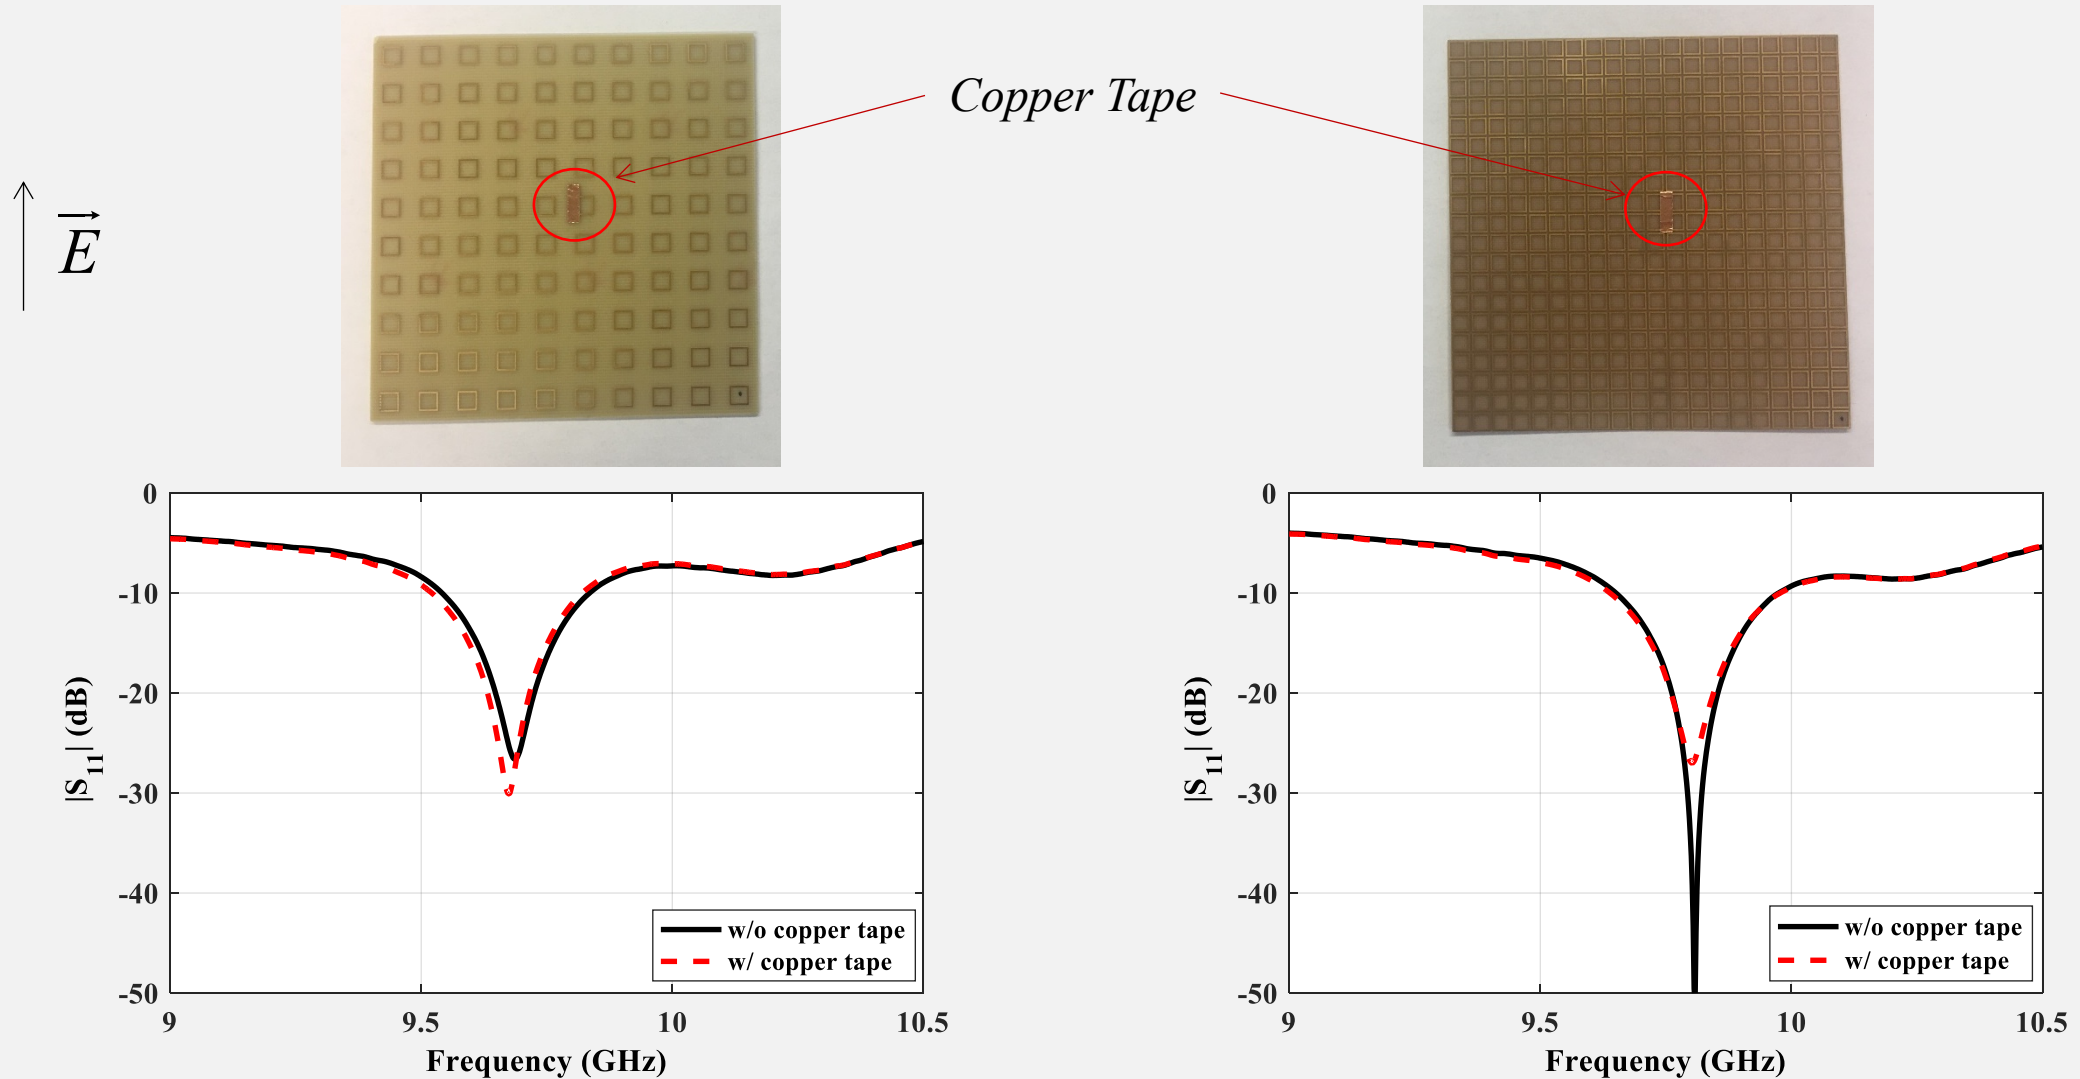 Copper Tape
E
0
-10
-20
-30
-40
-50
|S11| (dB)
w/o copper tape
w/ copper tape
9
9.5
10
10.5
Frequency (GHz)
0
-10
-20
-30
-40
-50
|S11| (dB)
w/o copper tape
w/ copper tape
9
9.5
10
10.5
Frequency (GHz)